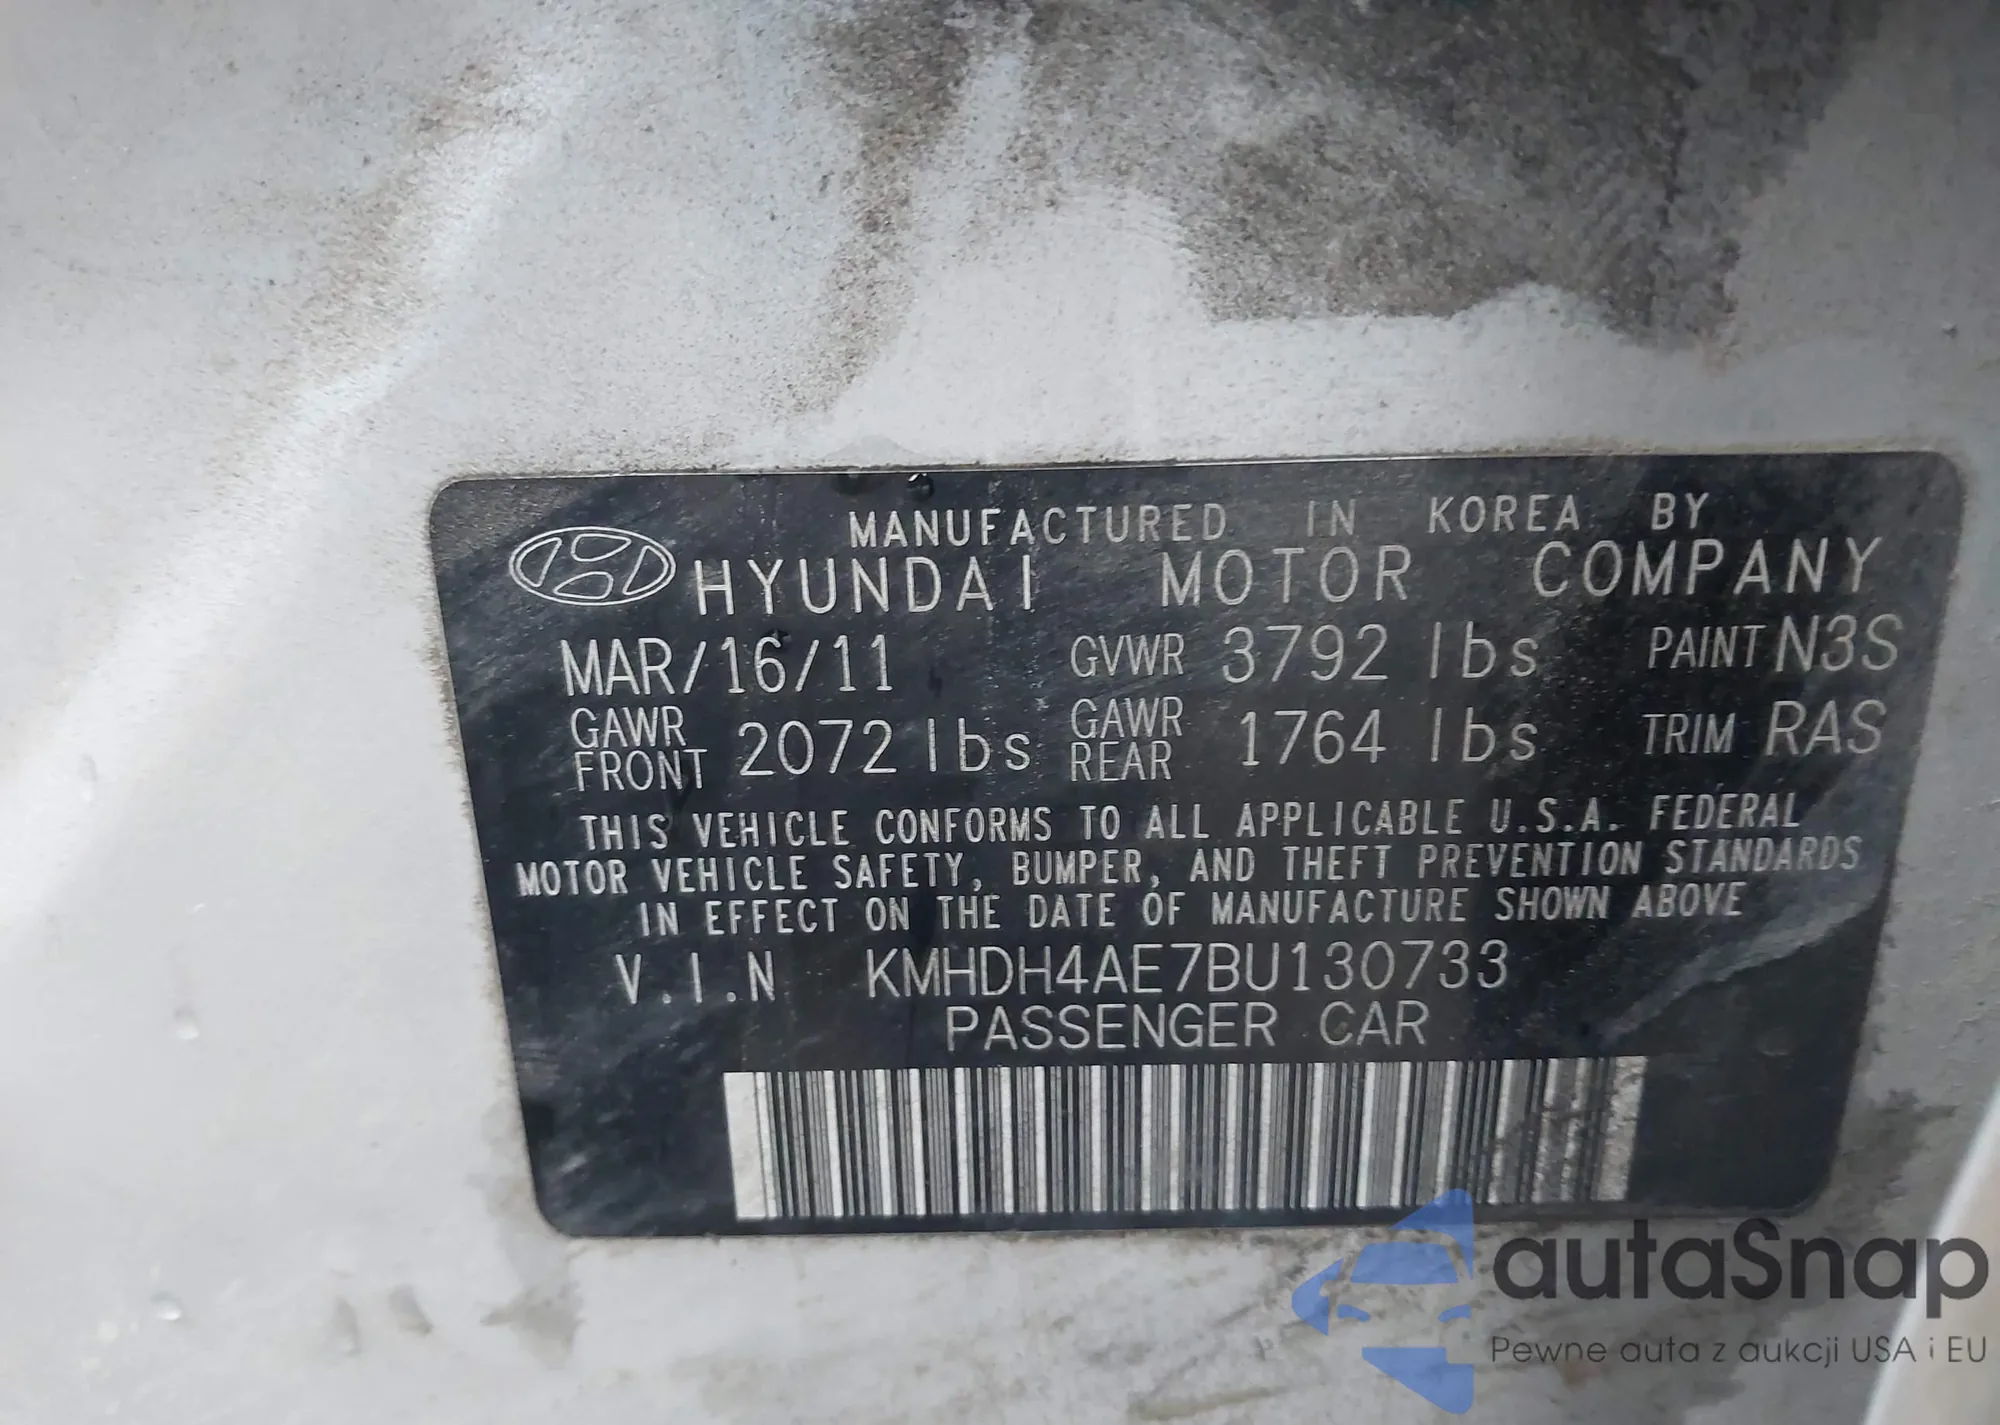 MANUFACTURED IN KOREA BY
HYUNDAI MOTOR COMPANY
MAR/16/11 GVWR 3792 lbs PAINT N3S
GAWR FRONT 2072 lbs GAWR REAR 1764 lbs TRIM RAS
THIS VEHICLE CONFORMS TO ALL APPLICABLE U.S.A. FEDERAL
MOTOR VEHICLE SAFETY, BUMPER, AND THEFT PREVENTION STANDARDS
IN EFFECT ON THE DATE OF MANUFACTURE SHOWN ABOVE
V.I.N KMHDH4AE7BU130733
PASSENGER CAR
autaSnap
Pewne auta z aukcji USA i EU